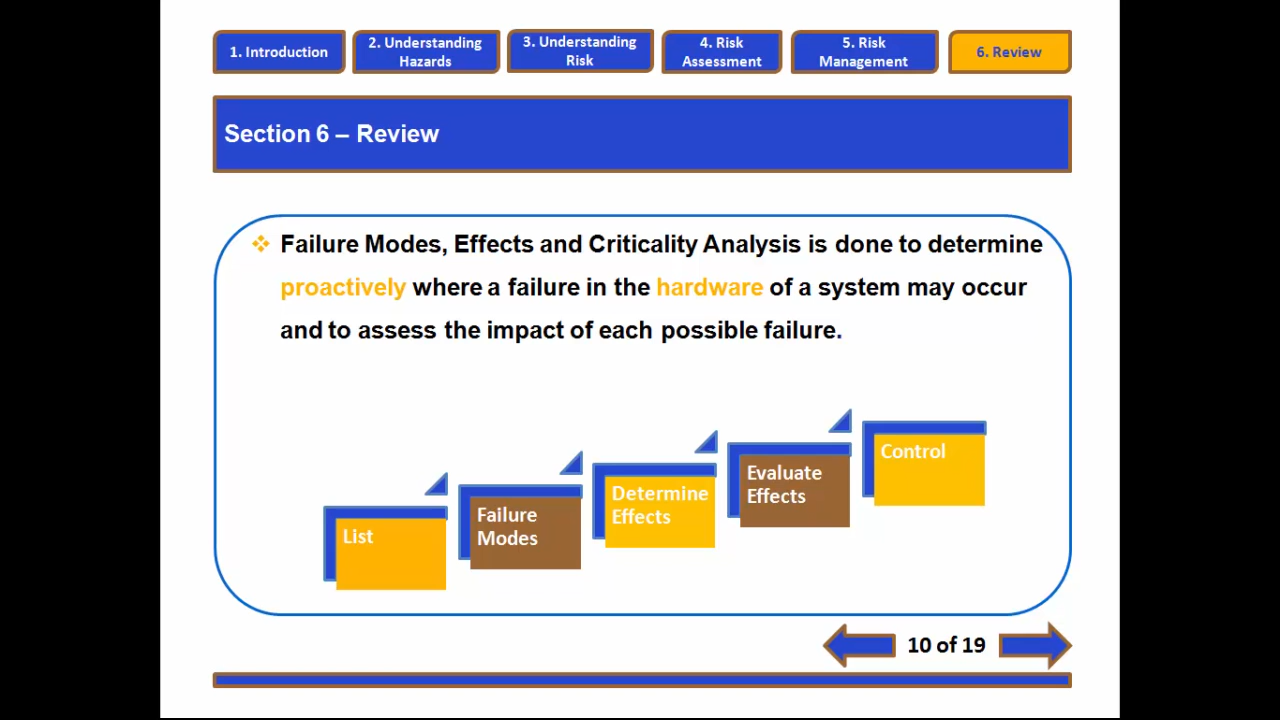 1. Introduction
2. Understanding
Hazards
3. Understanding
Risk
4. Risk
Assessment
5. Risk
Management
6. Review
Section 6 – Review
Failure Modes, Effects and Criticality Analysis is done to determine
proactively where a failure in the hardware of a system may occur
and to assess the impact of each possible failure.
List
Failure
Modes
Determine
Effects
Evaluate
Effects
Control
10 of 19